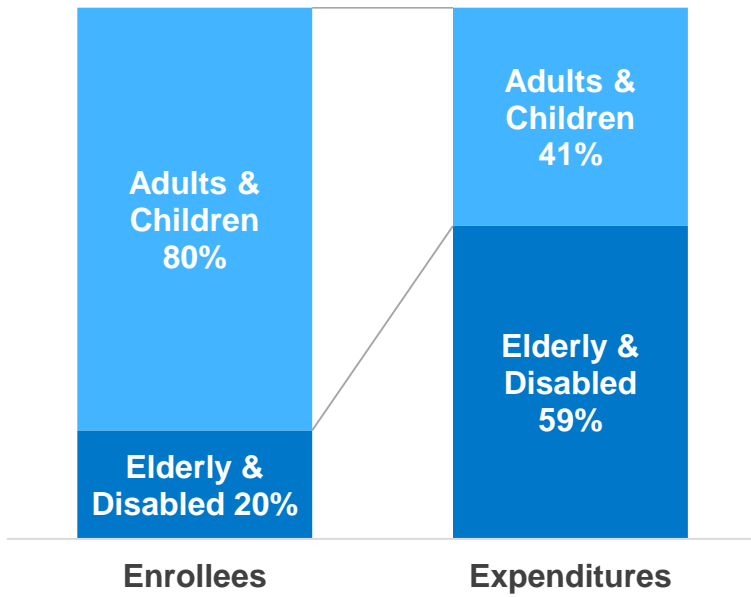 Adults &
Children
80%
Elderly &
Disabled 20%
Adults &
Children
41%
Elderly &
Disabled
59%
Enrollees
Expenditures